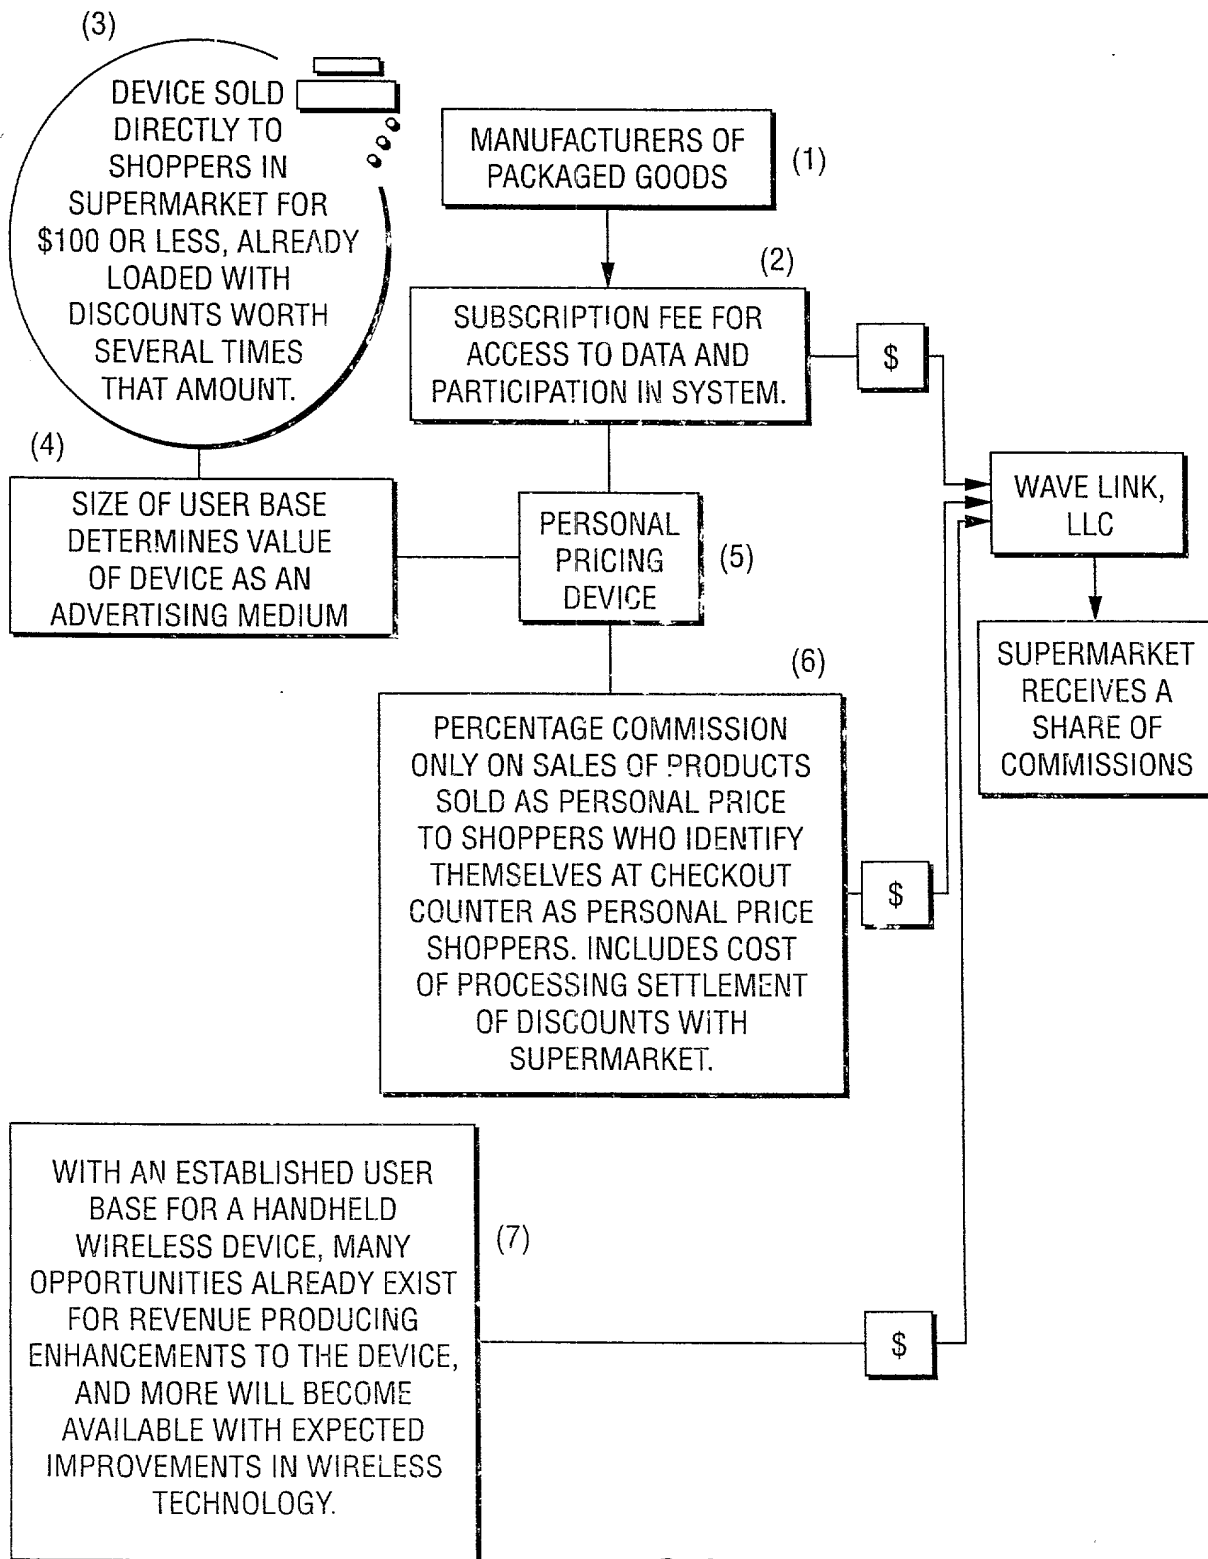 (3)
DEVICE SOLD
DIRECTLY TO
SHOPPERS IN
SUPERMARKET FOR
$100 OR LESS, ALREADY
LOADED WITH
DISCOUNTS WORTH
SEVERAL TIMES
THAT AMOUNT.
MANUFACTURERS OF
PACKAGED GOODS
(1)
(2)
SUBSCRIPTION FEE FOR
ACCESS TO DATA AND
PARTICIPATION IN SYSTEM.
$
(4)
SIZE OF USER BASE
DETERMINES VALUE
OF DEVICE AS AN
ADVERTISING MEDIUM
PERSONAL
PRICING
DEVICE
(5)
WAVE LINK,
LLC
SUPERMARKET
RECEIVES A
SHARE OF
COMMISSIONS
(6)
PERCENTAGE COMMISSION
ONLY ON SALES OF PRODUCTS
SOLD AS PERSONAL PRICE
TO SHOPPERS WHO IDENTIFY
THEMSELVES AT CHECKOUT
COUNTER AS PERSONAL PRICE
SHOPPERS. INCLUDES COST
OF PROCESSING SETTLEMENT
OF DISCOUNTS WITH
SUPERMARKET.
$
WITH AN ESTABLISHED USER
BASE FOR A HANDHELD
WIRELESS DEVICE, MANY
OPPORTUNITIES ALREADY EXIST
FOR REVENUE PRODUCING
ENHANCEMENTS TO THE DEVICE,
AND MORE WILL BECOME
AVAILABLE WITH EXPECTED
IMPROVEMENTS IN WIRELESS
TECHNOLOGY.
(7)
$